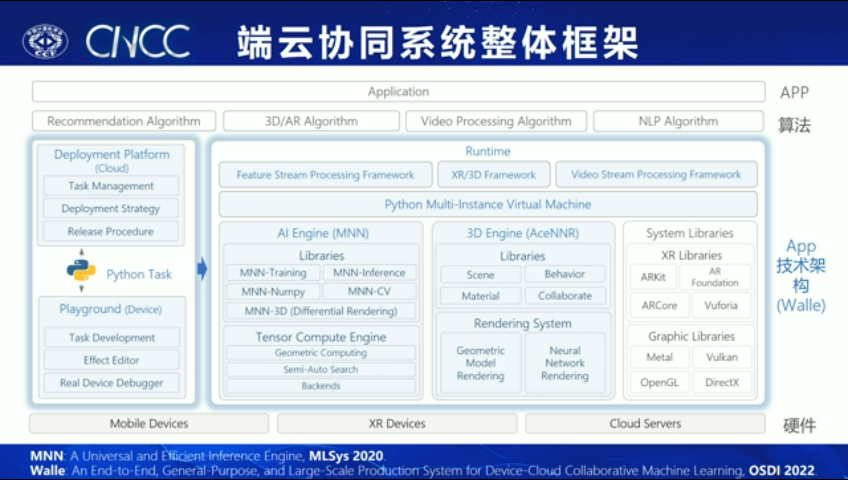 CNCC 端云协同系统整体框架
CCF
Application APP
Recommendation Algorithm 3D/AR Algorithm Video Processing Algorithm NLP Algorithm 算法
Deployment Platform
(Cloud)
Task Management
Deployment Strategy
Release Procedure
Python Task
Playground (Device)
Task Development
Effect Editor
Real Device Debugger
Runtime
Feature Stream Processing Framework XR/3D Framework Video Stream Processing Framework
Python Multi-Instance Virtual Machine
AI Engine (MNN)
Libraries
MNN-Training MNN-Inference
MNN-Numpy MNN-CV
MNN-3D (Differential Rendering)
Tensor Compute Engine
Geometric Computing
Semi-Auto Search
Backends
3D Engine (AceNNR)
Libraries
Scene Behavior
Material Collaborate
Rendering System
Geometric
Model
Rendering
Neural
Network
Rendering
System Libraries
XR Libraries
ARKit
AR
Foundation
ARCore Vuforia
Graphic Libraries
Metal Vulkan
OpenGL DirectX
App
技术架
构
(Walle)
Mobile Devices XR Devices Cloud Servers 硬件
MNN: A Universal and Efficient Inference Engine, MLSys 2020.
Walle: An End-to-End, General-Purpose, and Large-Scale Production System for Device-Cloud Collaborative Machine Learning, OSDI 2022.